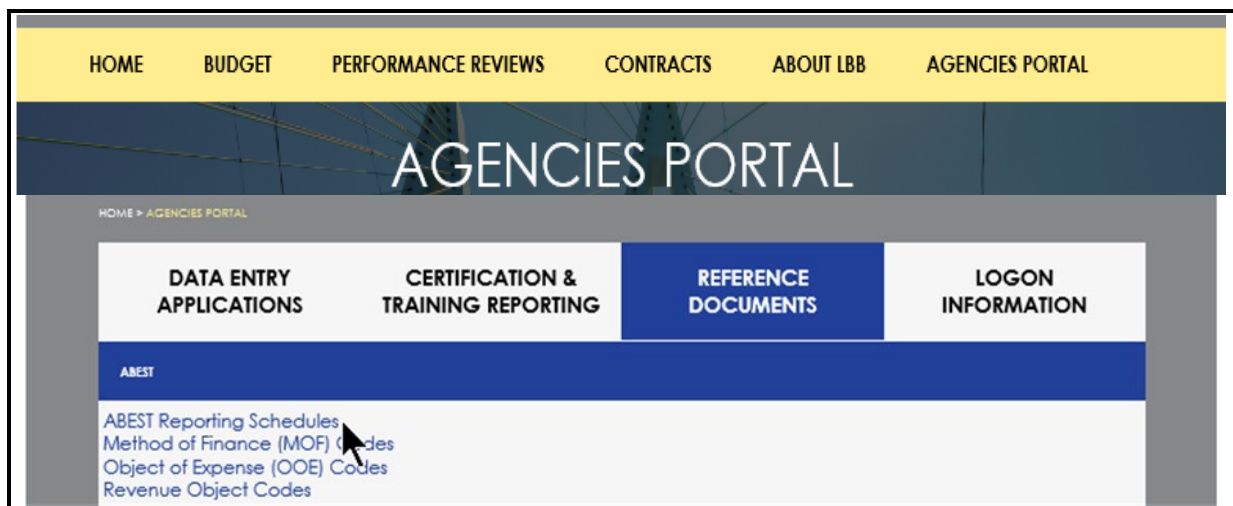 HOME BUDGET PERFORMANCE REVIEWS CONTRACTS ABOUT LBB AGENCIES PORTAL
AGENCIES PORTAL
HOME > AGENCIES PORTAL
DATA ENTRY
APPLICATIONS
CERTIFICATION &
TRAINING REPORTING
REFERENCE
DOCUMENTS
LOGON
INFORMATION
ABEST
ABEST Reporting Schedules
Method of Finance (MOF) Codes
Object of Expense (OOE) Codes
Revenue Object Codes